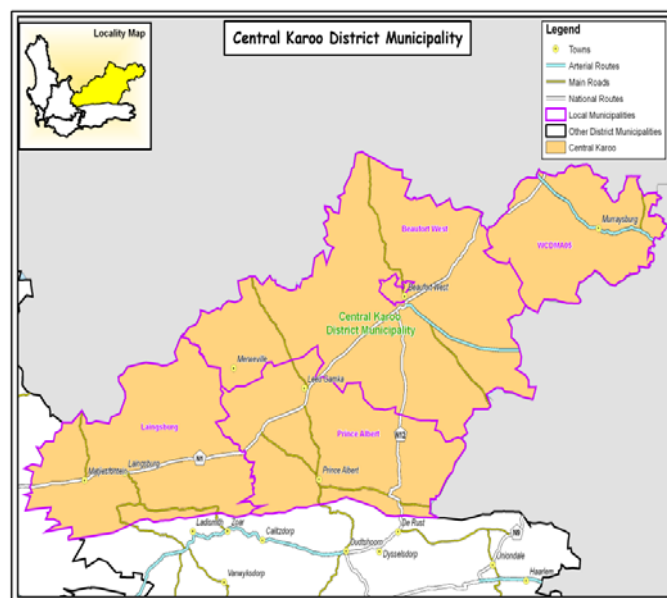 Locality Map
Central Karoo District Municipality
Legend
Towns
Arterial Routes
Main Roads
National Routes
Local Municipalities
Other District Municipalities
Central Karoo
Murraysburg
Beaufort West
WCDMA05
Beaufort West
Central Karoo
District Municipality
Merweville
Leeu Gamka
Laingsburg
Prince Albert
N12
Laingsburg
N1
Matjiesfontein
Prince Albert
Ladismith
Zoar
Calitzdorp
De Rust
N9
Oudtshoorn
Dysselsdorp
Uniondale
Vanwyksdorp
Haarlem